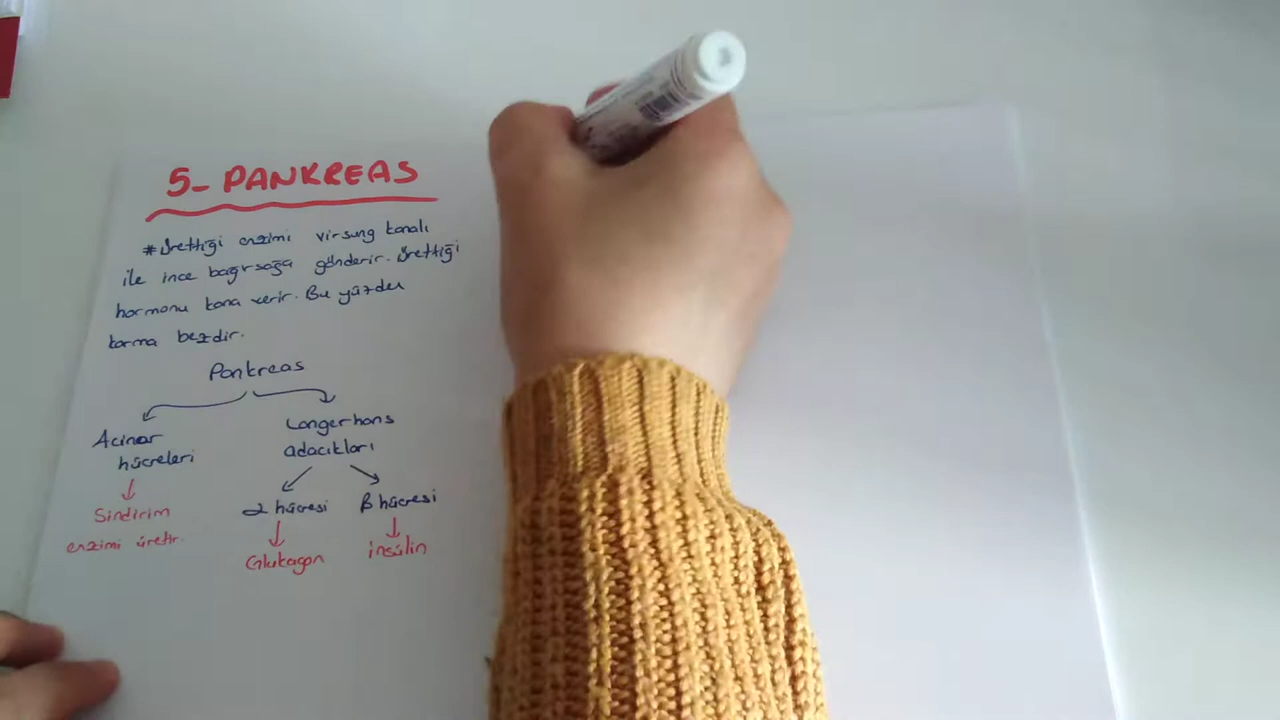 5- PANKREAS
* Ürettiği enzimi virsung kanalı
ile ince bağırsağa gönderir. Ürettiği
hormonu kana verir. Bu yüzden
karma bezdir.
Pankreas
Acinar
hücreleri
Sindirim
enzimi üretir.
Langerhans
adacıkları
α hücresi
β hücresi
Glukagon
insülin